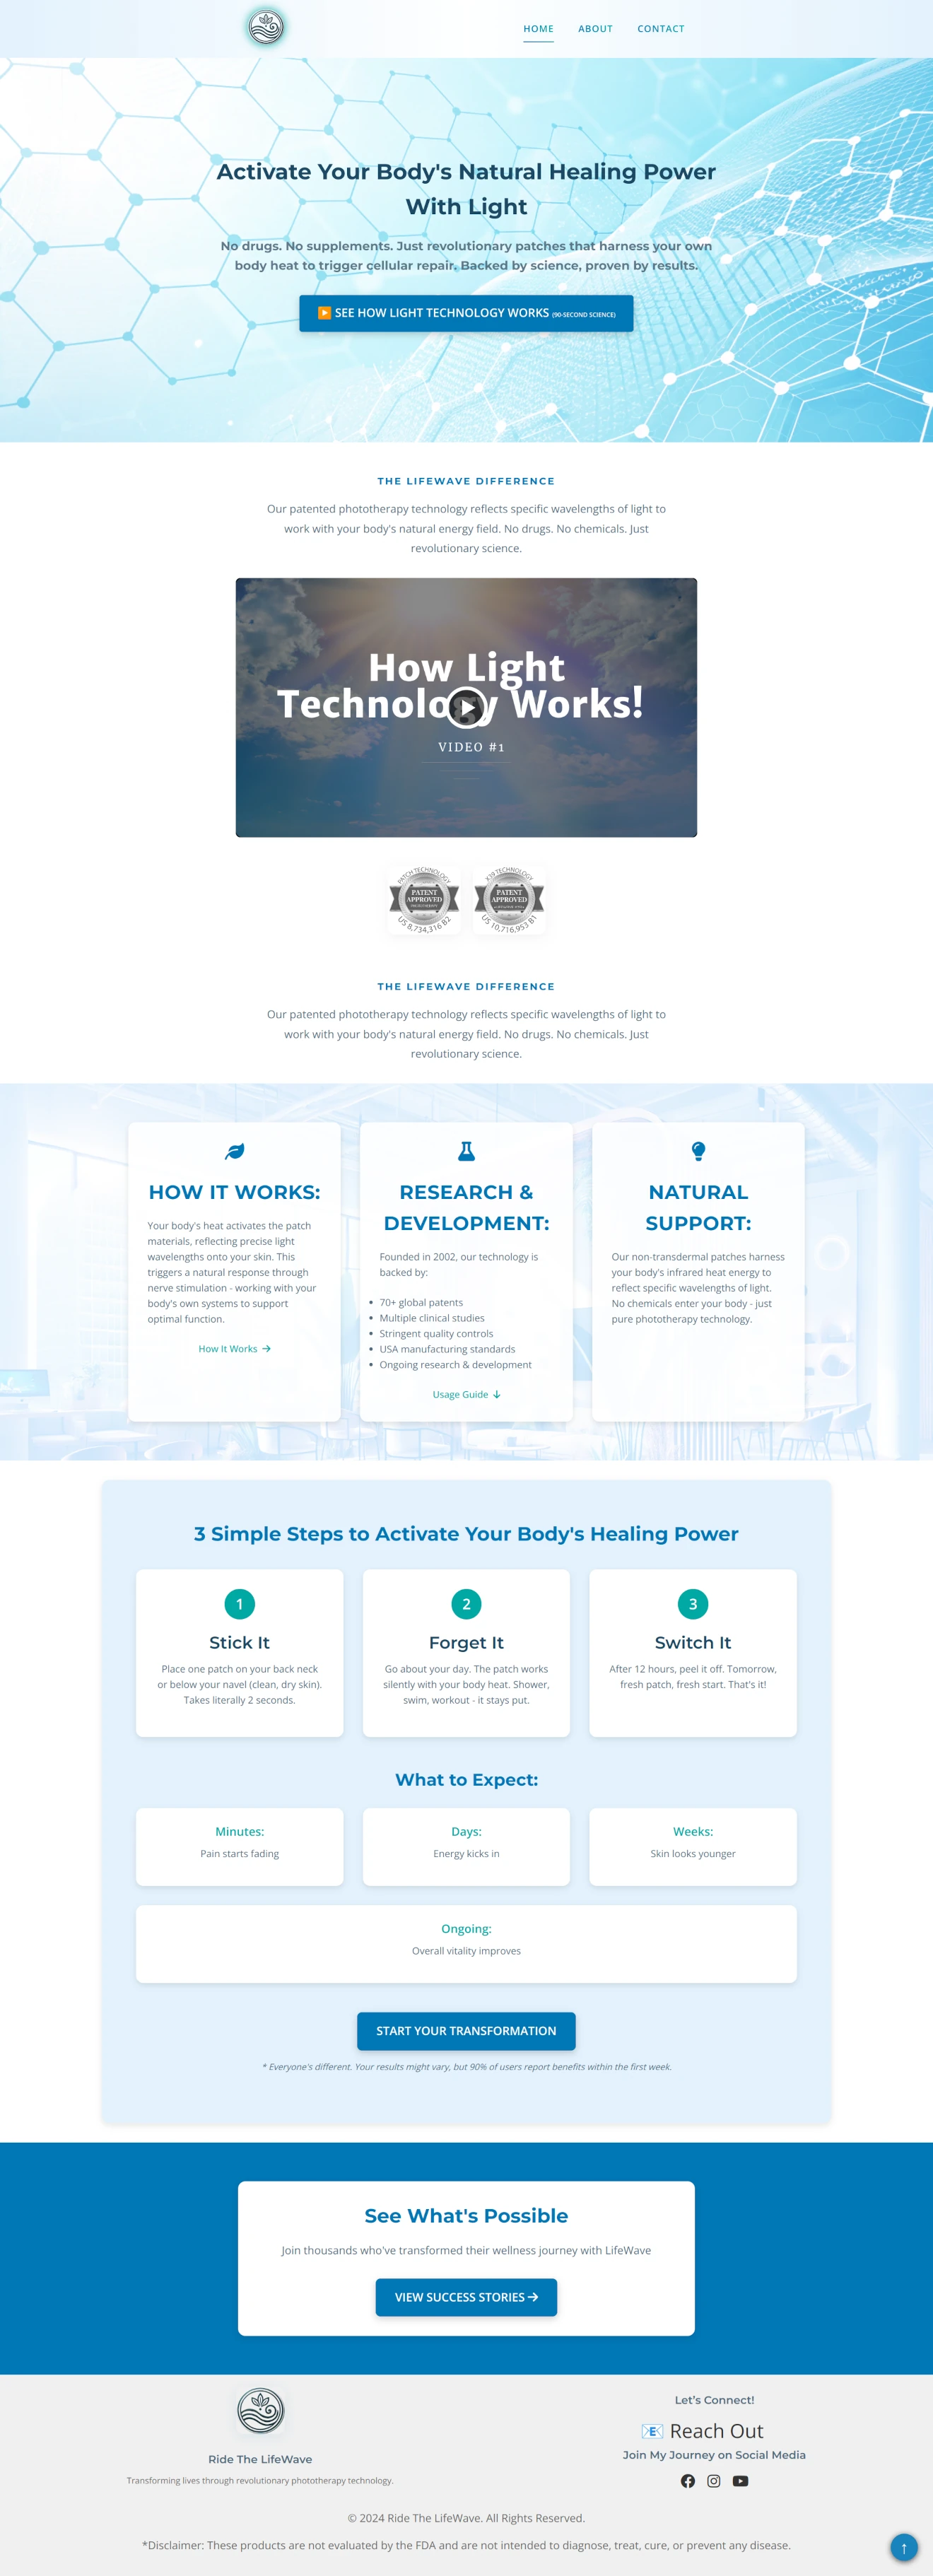 HOME ABOUT CONTACT
Activate Your Body's Natural Healing Power
With Light
No drugs. No supplements. Just revolutionary patches that harness your own
body heat to trigger cellular repair. Backed by science, proven by results.
SEE HOW LIGHT TECHNOLOGY WORKS (90-SECOND SCIENCE)
THE LIFEWAVE DIFFERENCE
Our patented phototherapy technology reflects specific wavelengths of light to
work with your body's natural energy field. No drugs. No chemicals. Just
revolutionary science.
How Light
Technology Works!
VIDEO #1
PATCH TECHNOLOGY
PATENT
APPROVED
US 8,734,316 B2
X39 TECHNOLOGY
PATENT
APPROVED
US 10,716,953 B1
THE LIFEWAVE DIFFERENCE
Our patented phototherapy technology reflects specific wavelengths of light to
work with your body's natural energy field. No drugs. No chemicals. Just
revolutionary science.
HOW IT WORKS:
Your body's heat activates the patch
materials, reflecting precise light
wavelengths onto your skin. This
triggers a natural response through
nerve stimulation - working with your
body's own systems to support
optimal function.
How It Works →
RESEARCH &
DEVELOPMENT:
Founded in 2002, our technology is
backed by:
• 70+ global patents
• Multiple clinical studies
• Stringent quality controls
• USA manufacturing standards
• Ongoing research & development
Usage Guide ↓
NATURAL
SUPPORT:
Our non-transdermal patches harness
your body's infrared heat energy to
reflect specific wavelengths of light.
No chemicals enter your body - just
pure phototherapy technology.
3 Simple Steps to Activate Your Body's Healing Power
1
Stick It
Place one patch on your back neck
or below your navel (clean, dry skin).
Takes literally 2 seconds.
2
Forget It
Go about your day. The patch works
silently with your body heat. Shower,
swim, workout - it stays put.
3
Switch It
After 12 hours, peel it off. Tomorrow,
fresh patch, fresh start. That's it!
What to Expect:
Minutes:
Pain starts fading
Days:
Energy kicks in
Weeks:
Skin looks younger
Ongoing:
Overall vitality improves
START YOUR TRANSFORMATION
* Everyone's different. Your results might vary, but 90% of users report benefits within the first week.
See What's Possible
Join thousands who've transformed their wellness journey with LifeWave
VIEW SUCCESS STORIES →
Ride The LifeWave
Transforming lives through revolutionary phototherapy technology.
Let's Connect!
📧 Reach Out
Join My Journey on Social Media
© 2024 Ride The LifeWave. All Rights Reserved.
*Disclaimer: These products are not evaluated by the FDA and are not intended to diagnose, treat, cure, or prevent any disease.
↑